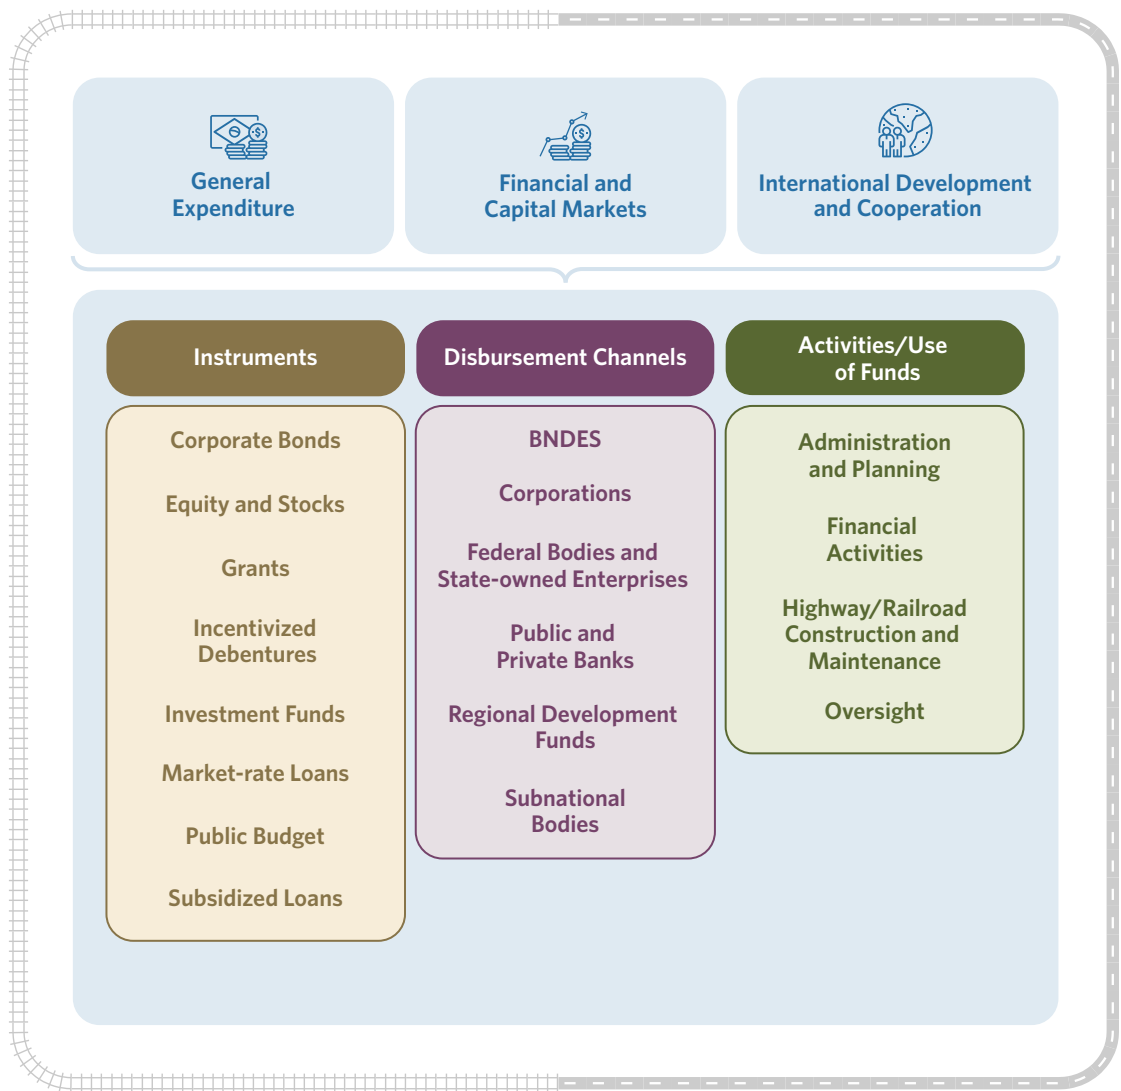 General
Expenditure
Financial and
Capital Markets
International Development
and Cooperation
Instruments
Corporate Bonds
Equity and Stocks
Grants
Incentivized
Debentures
Investment Funds
Market-rate Loans
Public Budget
Subsidized Loans
Disbursement Channels
BNDES
Corporations
Federal Bodies and
State-owned Enterprises
Public and
Private Banks
Regional Development
Funds
Subnational
Bodies
Activities/Use
of Funds
Administration
and Planning
Financial
Activities
Highway/Railroad
Construction and
Maintenance
Oversight